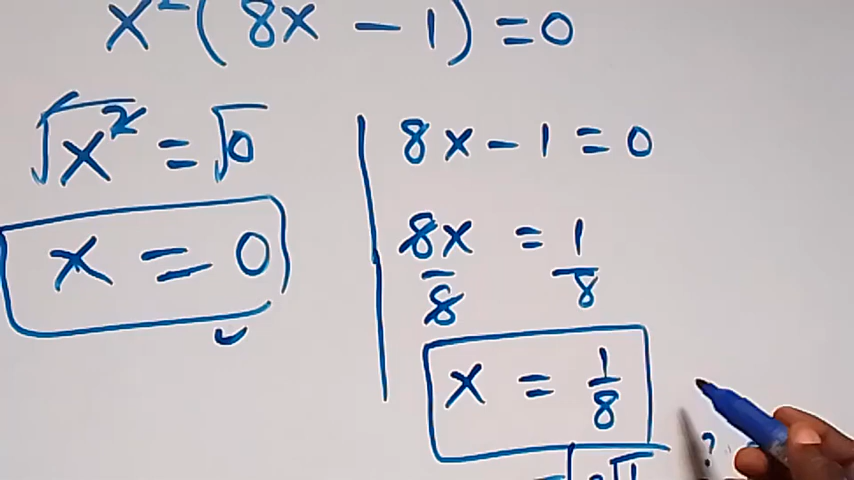 x²(8x - 1) = 0
√x² = √0
x = 0
8x - 1 = 0
8x/8 = 1/8
x = 1/8
?